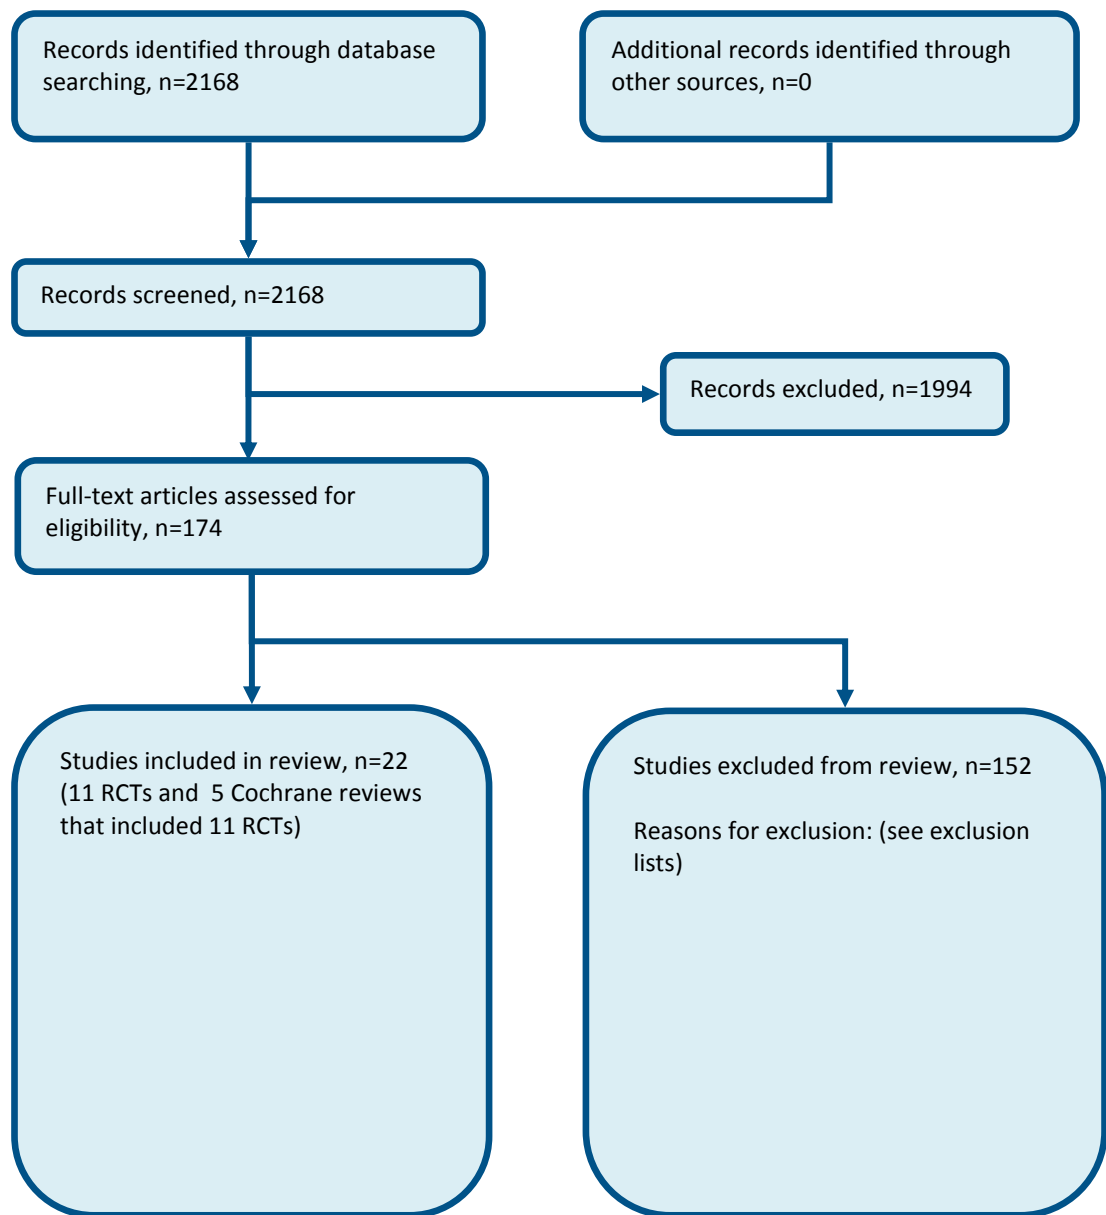 Records identified through database
searching, n=2168
Additional records identified through
other sources, n=0
Records screened, n=2168
Records excluded, n=1994
Full-text articles assessed for
eligibility, n=174
Studies included in review, n=22
(11 RCTs and  5 Cochrane reviews
that included 11 RCTs)
Studies excluded from review, n=152
Reasons for exclusion: (see exclusion
lists)